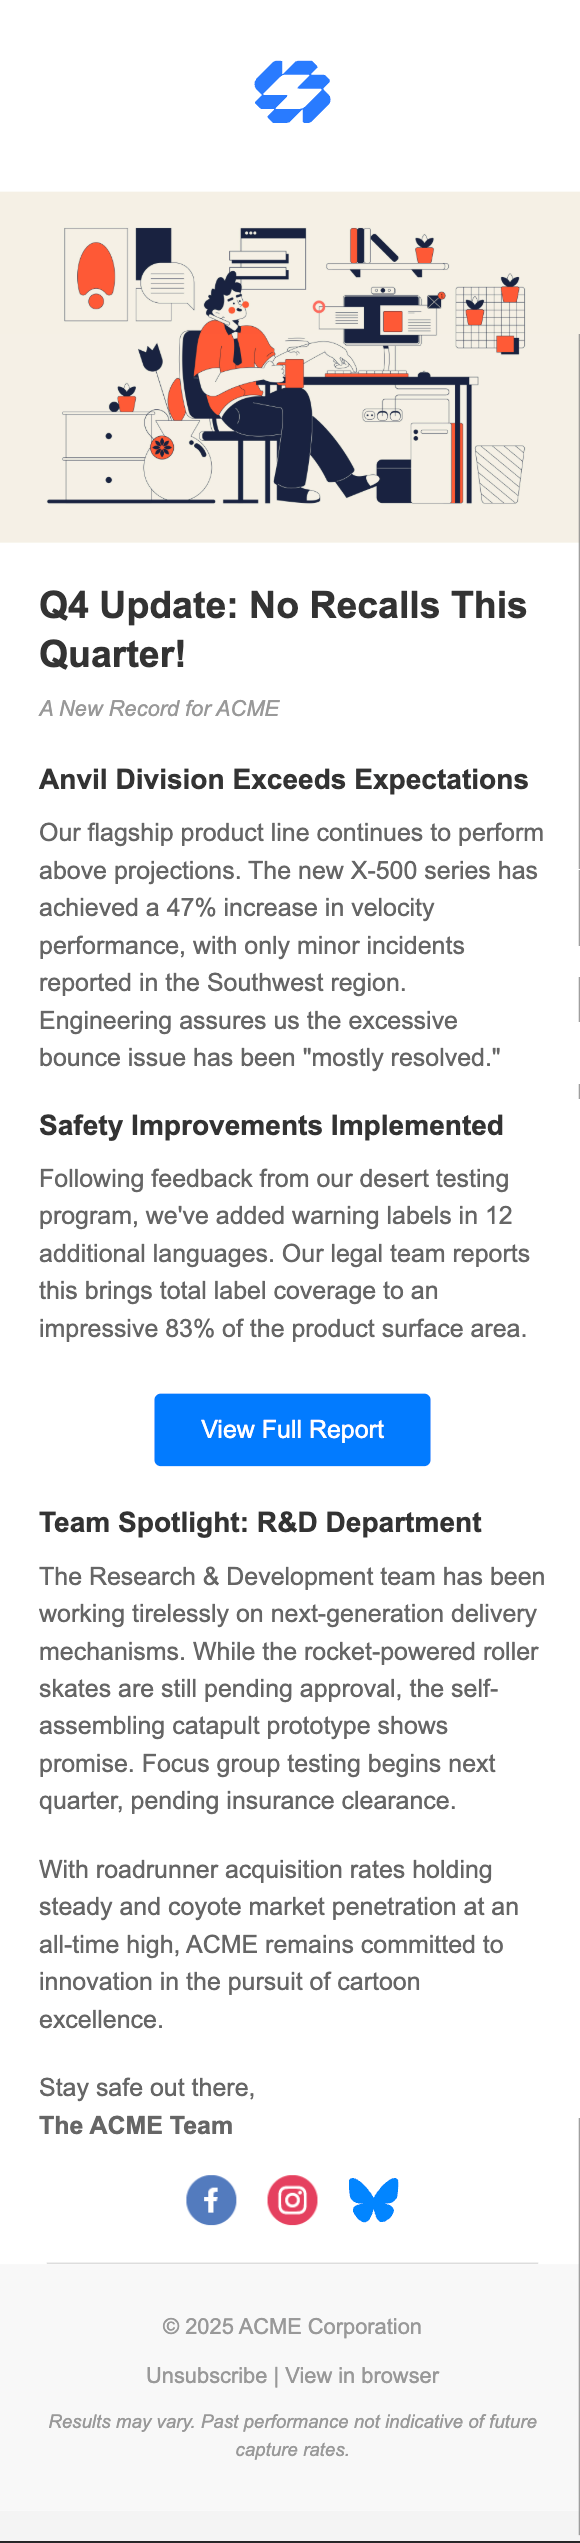 Q4 Update: No Recalls This
Quarter!
A New Record for ACME
Anvil Division Exceeds Expectations
Our flagship product line continues to perform
above projections. The new X-500 series has
achieved a 47% increase in velocity
performance, with only minor incidents
reported in the Southwest region.
Engineering assures us the excessive
bounce issue has been "mostly resolved."
Safety Improvements Implemented
Following feedback from our desert testing
program, we've added warning labels in 12
additional languages. Our legal team reports
this brings total label coverage to an
impressive 83% of the product surface area.
View Full Report
Team Spotlight: R&D Department
The Research & Development team has been
working tirelessly on next-generation delivery
mechanisms. While the rocket-powered roller
skates are still pending approval, the self-
assembling catapult prototype shows
promise. Focus group testing begins next
quarter, pending insurance clearance.
With roadrunner acquisition rates holding
steady and coyote market penetration at an
all-time high, ACME remains committed to
innovation in the pursuit of cartoon
excellence.
Stay safe out there,
The ACME Team
© 2025 ACME Corporation
Unsubscribe | View in browser
Results may vary. Past performance not indicative of future
capture rates.